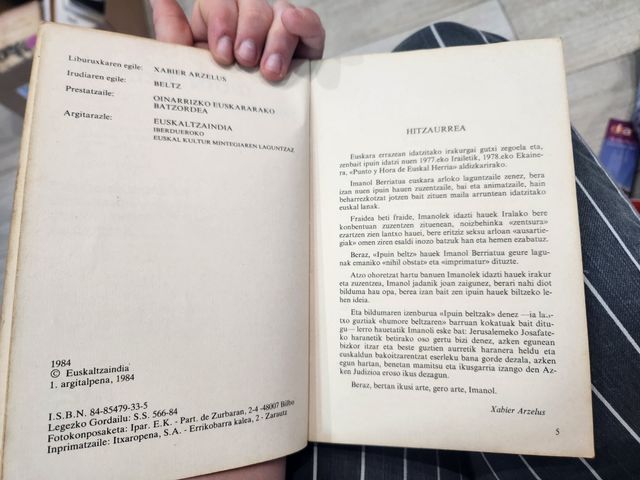 Liburuxkaren egile: XABIER ARZELUS
Irudiaren egile: BELTZ
Prestatzaile: OINARRIZKO EUSKARARAKO
BATZORDEA
Argitarazle: EUSKALTZAINDIA
IBERDUEROKO
EUSKAL KULTUR MINTEGIAREN LAGUNTZAZ
1984
© Euskaltzaindia
1. argitalpena, 1984
I.S.B.N. 84-85479-33-5
Legezko Gordailu: S.S. 566-84
Fotokonposaketa: Ipar. E.K. - Part. de Zurbaran, 2-4 -48007 Bilbo
Inprimatzaile: Itxaropena, S.A. - Errikobarra kalea, 2 - Zarautz
HITZAURREA
Euskara errazean idatzitako irakurgai gutxi zegoela eta,
zenbait ipuin idatzi nuen 1977.eko Irailetik, 1978.eko Ekaine-
ra, «Punto y Hora de Euskal Herria» aldizkarirako.
Imanol Berriatua euskara arloko laguntzaile zenez, bera
izan nuen ipuin hauen zuzentzaile, bai eta animatzaile, hain
beharrezkotzat jotzen bait zituen maila arruntean idatzitako
euskal lanak.
Fraidea beti fraide, Imanolek idazti hauek Iralako bere
konbentuan zuzentzen zituenean, noizbehinka «zentsura»
ezartzen zien lantxo hauei, bere eritziz seksu arloan «ausartie-
giak» omen ziren esaldi inozo batzuk han eta hemen ezabatuz.
Beraz, «Ipuin beltz» hauek Imanol Berriatua geure lagu-
nak emaniko «nihil obstat» eta «imprimatur» dituzte.
Atzo ohoretzat hartu banuen Imanolek idazti hauek irakur
eta zuzentzea, Imanol jadanik joan zaigunez, berari nahi diot
bilduma hau opa, berea izan bait zen ipuin hauek biltzeko le-
hen ideia.
Eta bildumaren izenburua «Ipuin beltzak» denez —ia
guztiak «humore beltzaren» barruan kokatuak bait ditu-
gu— lerro hauetatik Imanoli eske bat: Jerusalemeko Josafate-
ko haranetik betirako oso gertu bizi denez, azken egunean
bizkor itzar eta beste guztien aurretik haranera heldu eta
euskaldun bakoitzarentzat eserleku bana gorde dezala, azken
egun hartan, benetan mamitsu eta ikusgarria izango den Az-
ken Judizioa eroso ikus dezagun.
Beraz, bertan ikusi arte, gero arte, Imanol.
Xabier Arzelus
5